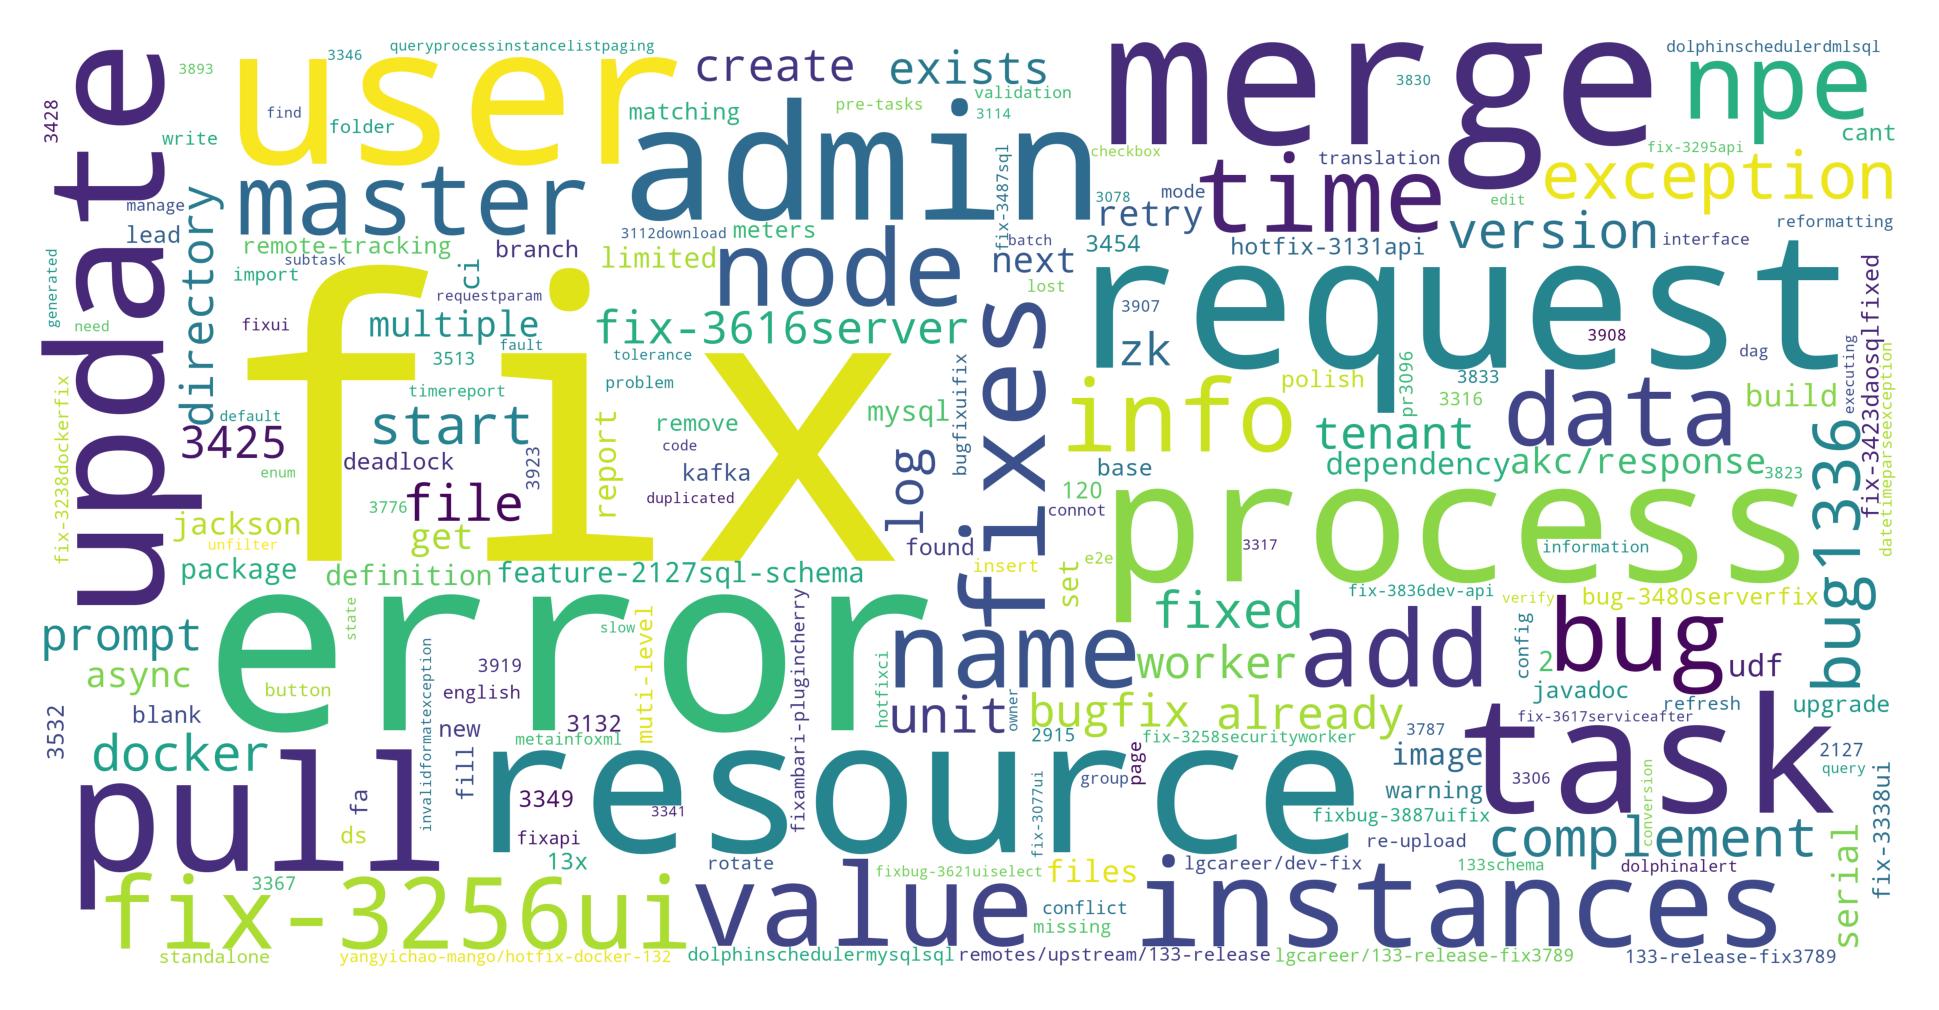 update
3893
3346
queryprocessinstancelistpaging
user
find
folder
3428
write
create
exists
matching
pre-tasks
validation
3114
admin
merge
3830
dolphinschedulerdmlsql
npe
cant
fix-3295api
exception
checkbox
translation
time
mode
3078
retry
edit
version
interface
reformatting
master
manage
lead
directory
remote-tracking
subtask
import
ci
branch
requestparam
3112download
meters
limited
node
fix-3487sql
batch
next
lost
3454
hotfix-3131api
request
generated
need
fixui
multiple
fault
3513
timereport
fix
fix-3616server
tolerance
problem
fixes
3907
zk
3908
dag
polish
3833
pr3096
3316
info
data
build
executing
fix-3423daosqlfixed
datetimeparseexception
fix-3238dockerfix
default
3425
enum
start
deadlock
3923
report
remove
code
kafka
duplicated
mysql
log
bugfixuifix
base
tenant
dependency
akc/response
3823
bug1336
3776
file
get
jackson
unfilter
package
definition
feature-2127sql-schema
found
insert
120
connot
e2e
set
process
3317
information
fix-3836dev-api
verify
bug-3480serverfix
prompt
async
state
error
button
invalidformatexception
3919
english
slow
muti-level
fixambari-plugincherry
name
fixed
worker
add
config
2
bug
udf
javadoc
refresh
upgrade
3532
blank
docker
new
3132
metainfoxml
hotfixci
unit
owner
bugfix
already
2915
fix-3258securityworker
3787
fix-3617serviceafter
task
2127
query
pull
fa
ds
fill
3349
3341
fixapi
13x
resource
fix-3077ui
group
page
image
warning
3306
fixbug-3887uifix
re-upload
conversion
complement
fix-3338ui
serial
3367
fix-3256ui
rotate
value
fixbug-3621uiselect
files
lgcareer/dev-fix
133schema
dolphinalert
conflict
missing
instances
standalone
yangyichao-mango/hotfix-docker-132
dolphinschedulermysqlsql
remotes/upstream/133-release
lgcareer/133-release-fix3789
133-release-fix3789